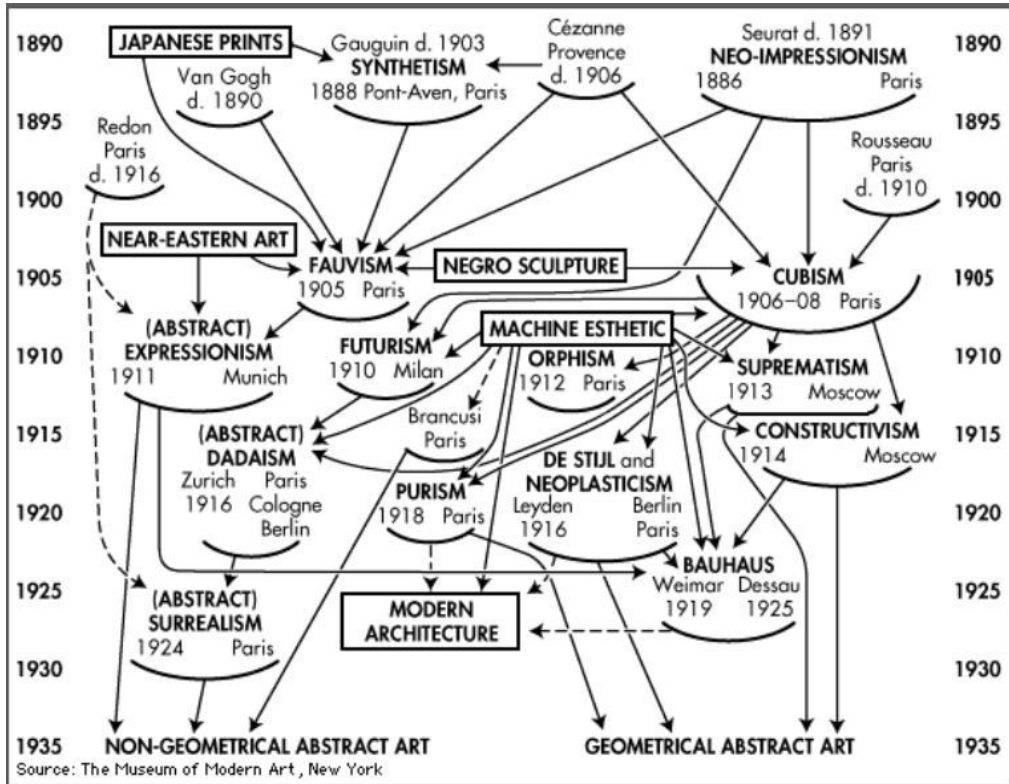 1890
JAPANESE PRINTS
Gauguin d. 1903
SYNTHETISM
1888 Pont-Aven, Paris
Cézanne
Provence
d. 1906
Seurat d. 1891
NEO-IMPRESSIONISM
1886 Paris
1890
Van Gogh
d. 1890
1895
1895
Redon
Paris
d. 1916
Rousseau
Paris
d. 1910
1900
1900
NEAR-EASTERN ART
1905
FAUVISM
1905 Paris
NEGRO SCULPTURE
CUBISM
1906–08 Paris
1905
(ABSTRACT)
EXPRESSIONISM
1911 Munich
FUTURISM
1910 Milan
MACHINE ESTHETIC
1910
ORPHISM
1912 Paris
SUPREMATISM
1913 Moscow
1910
Brancusi
Paris
1915
(ABSTRACT)
DADAISM
Zurich Paris
1916 Cologne
Berlin
CONSTRUCTIVISM
1914 Moscow
1915
PURISM
1918 Paris
DE STIJL and
NEOPLASTICISM
Leyden Berlin
1916 Paris
1920
1920
BAUHAUS
Weimar Dessau
1919 1925
1925
(ABSTRACT)
SURREALISM
1924 Paris
MODERN
ARCHITECTURE
1925
1930
1930
1935
NON-GEOMETRICAL ABSTRACT ART
GEOMETRICAL ABSTRACT ART
1935
Source: The Museum of Modern Art, New York